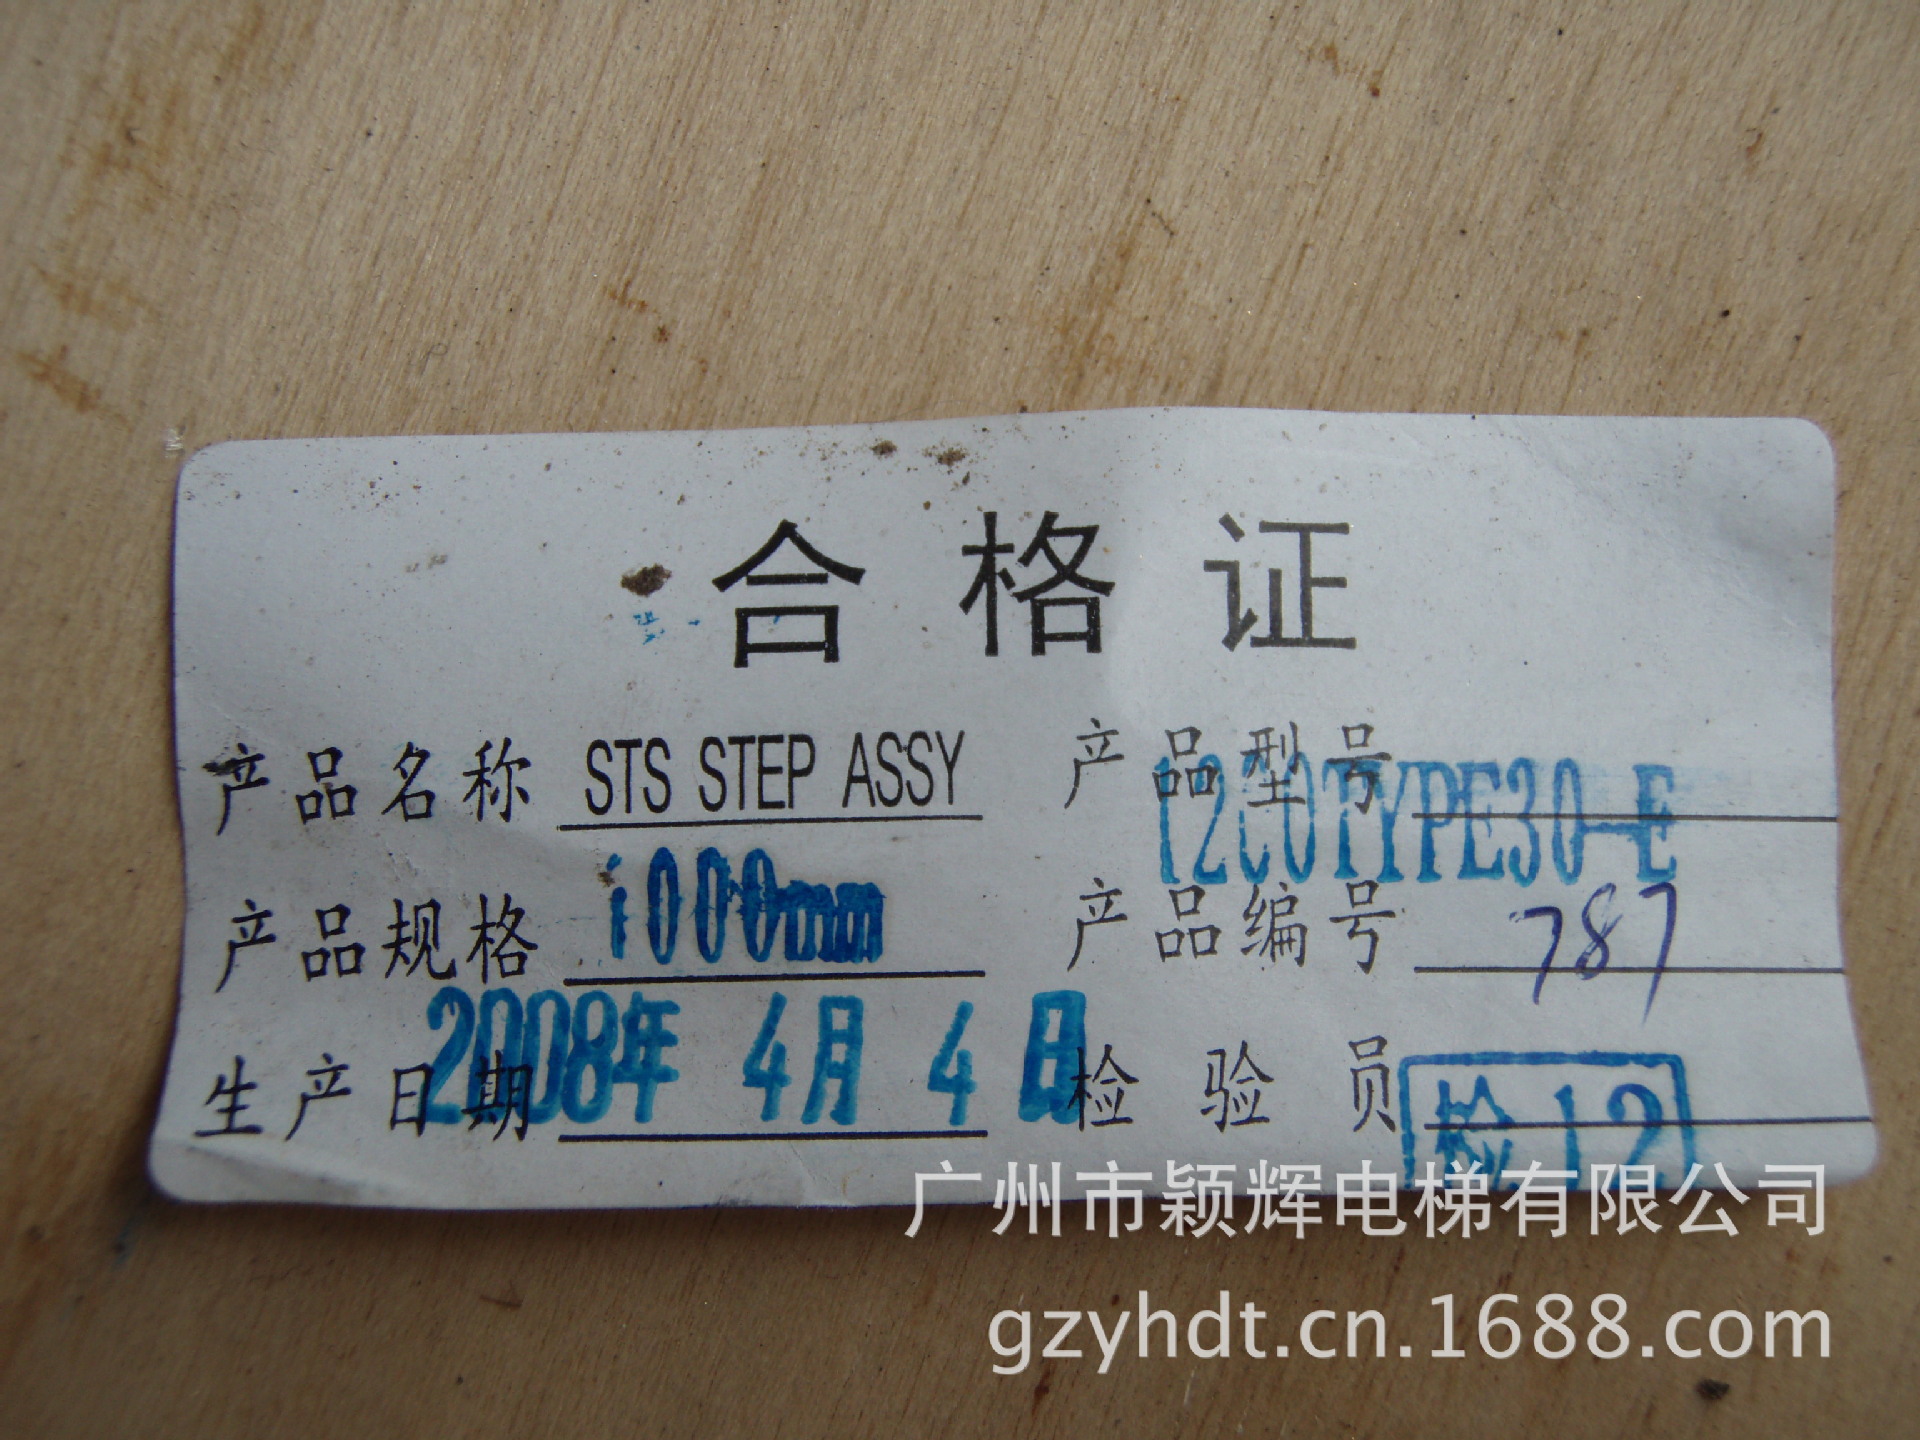 合格证
产品名称 STS STEP ASSY 产品型号 1200TYPE30-E
产品规格 1000mm 产品编号 787
生产日期 2008年 4月 4日 检验员 检12
广州市颖辉电梯有限公司
gzyhdt.cn.1688.com